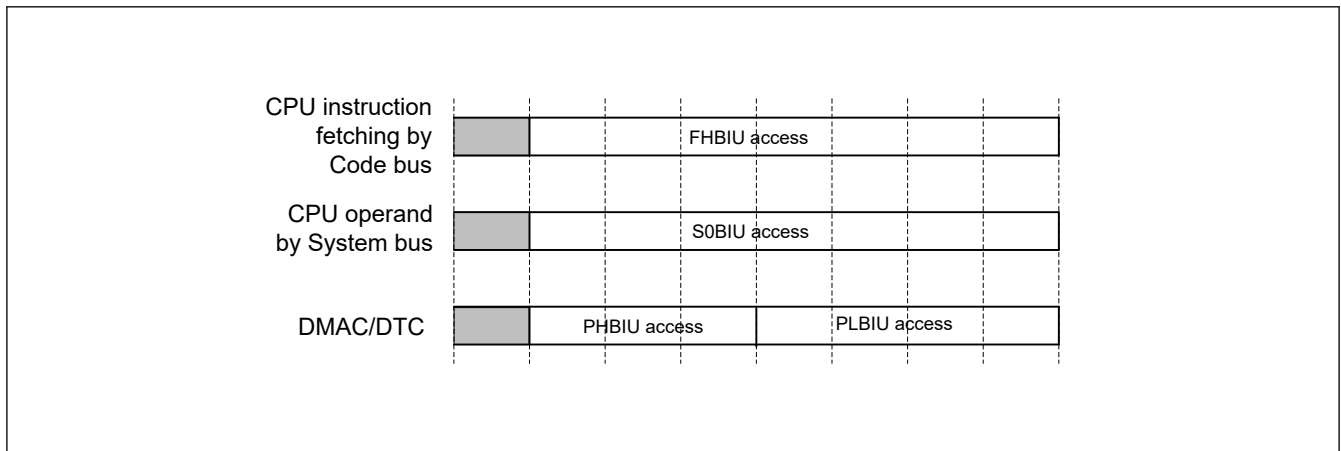 CPU instruction
fetching by
Code bus
FHBIU access
CPU operand
by System bus
S0BIU access
DMAC/DTC
PHBIU access
PLBIU access